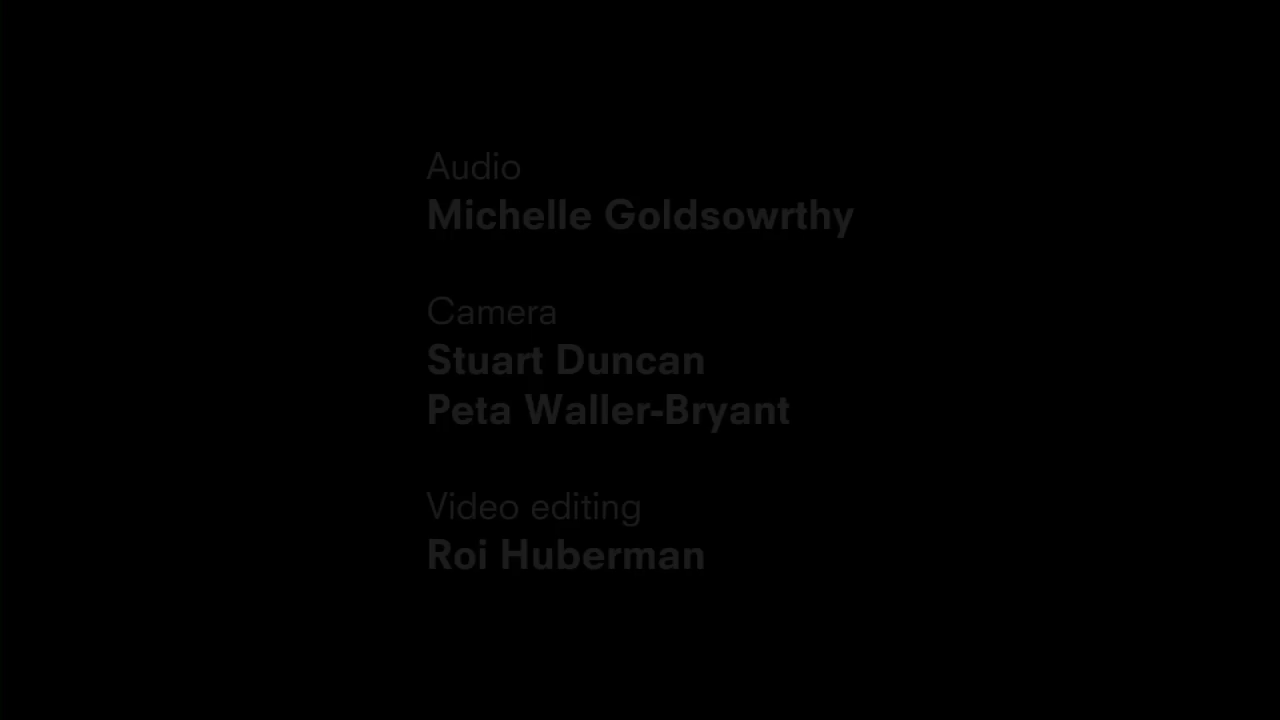 Audio
Michelle Goldsowrthy
Camera
Stuart Duncan
Peta Waller-Bryant
Video editing
Roi Huberman